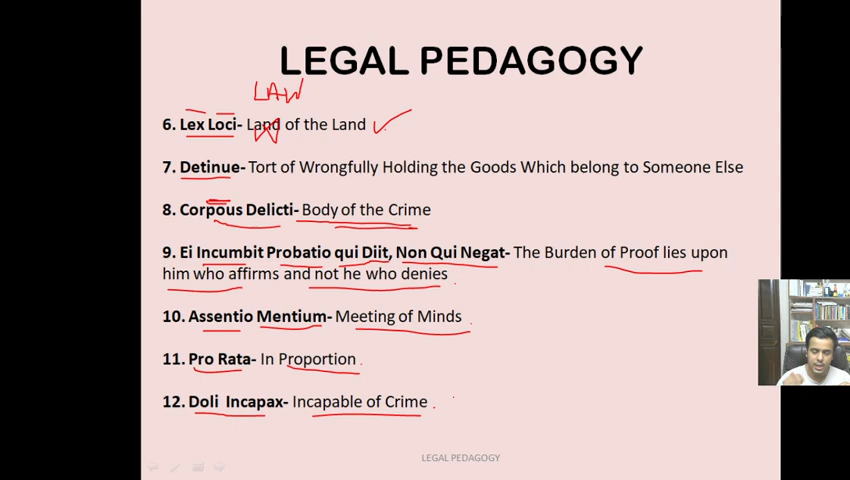 LEGAL PEDAGOGY
LAW
6. Lex Loci- Land of the Land
7. Detinue- Tort of Wrongfully Holding the Goods Which belong to Someone Else
8. Corpous Delicti- Body of the Crime
9. Ei Incumbit Probatio qui Diit, Non Qui Negat- The Burden of Proof lies upon
him who affirms and not he who denies
10. Assentio Mentium- Meeting of Minds
11. Pro Rata- In Proportion
12. Doli Incapax- Incapable of Crime
LEGAL PEDAGOGY